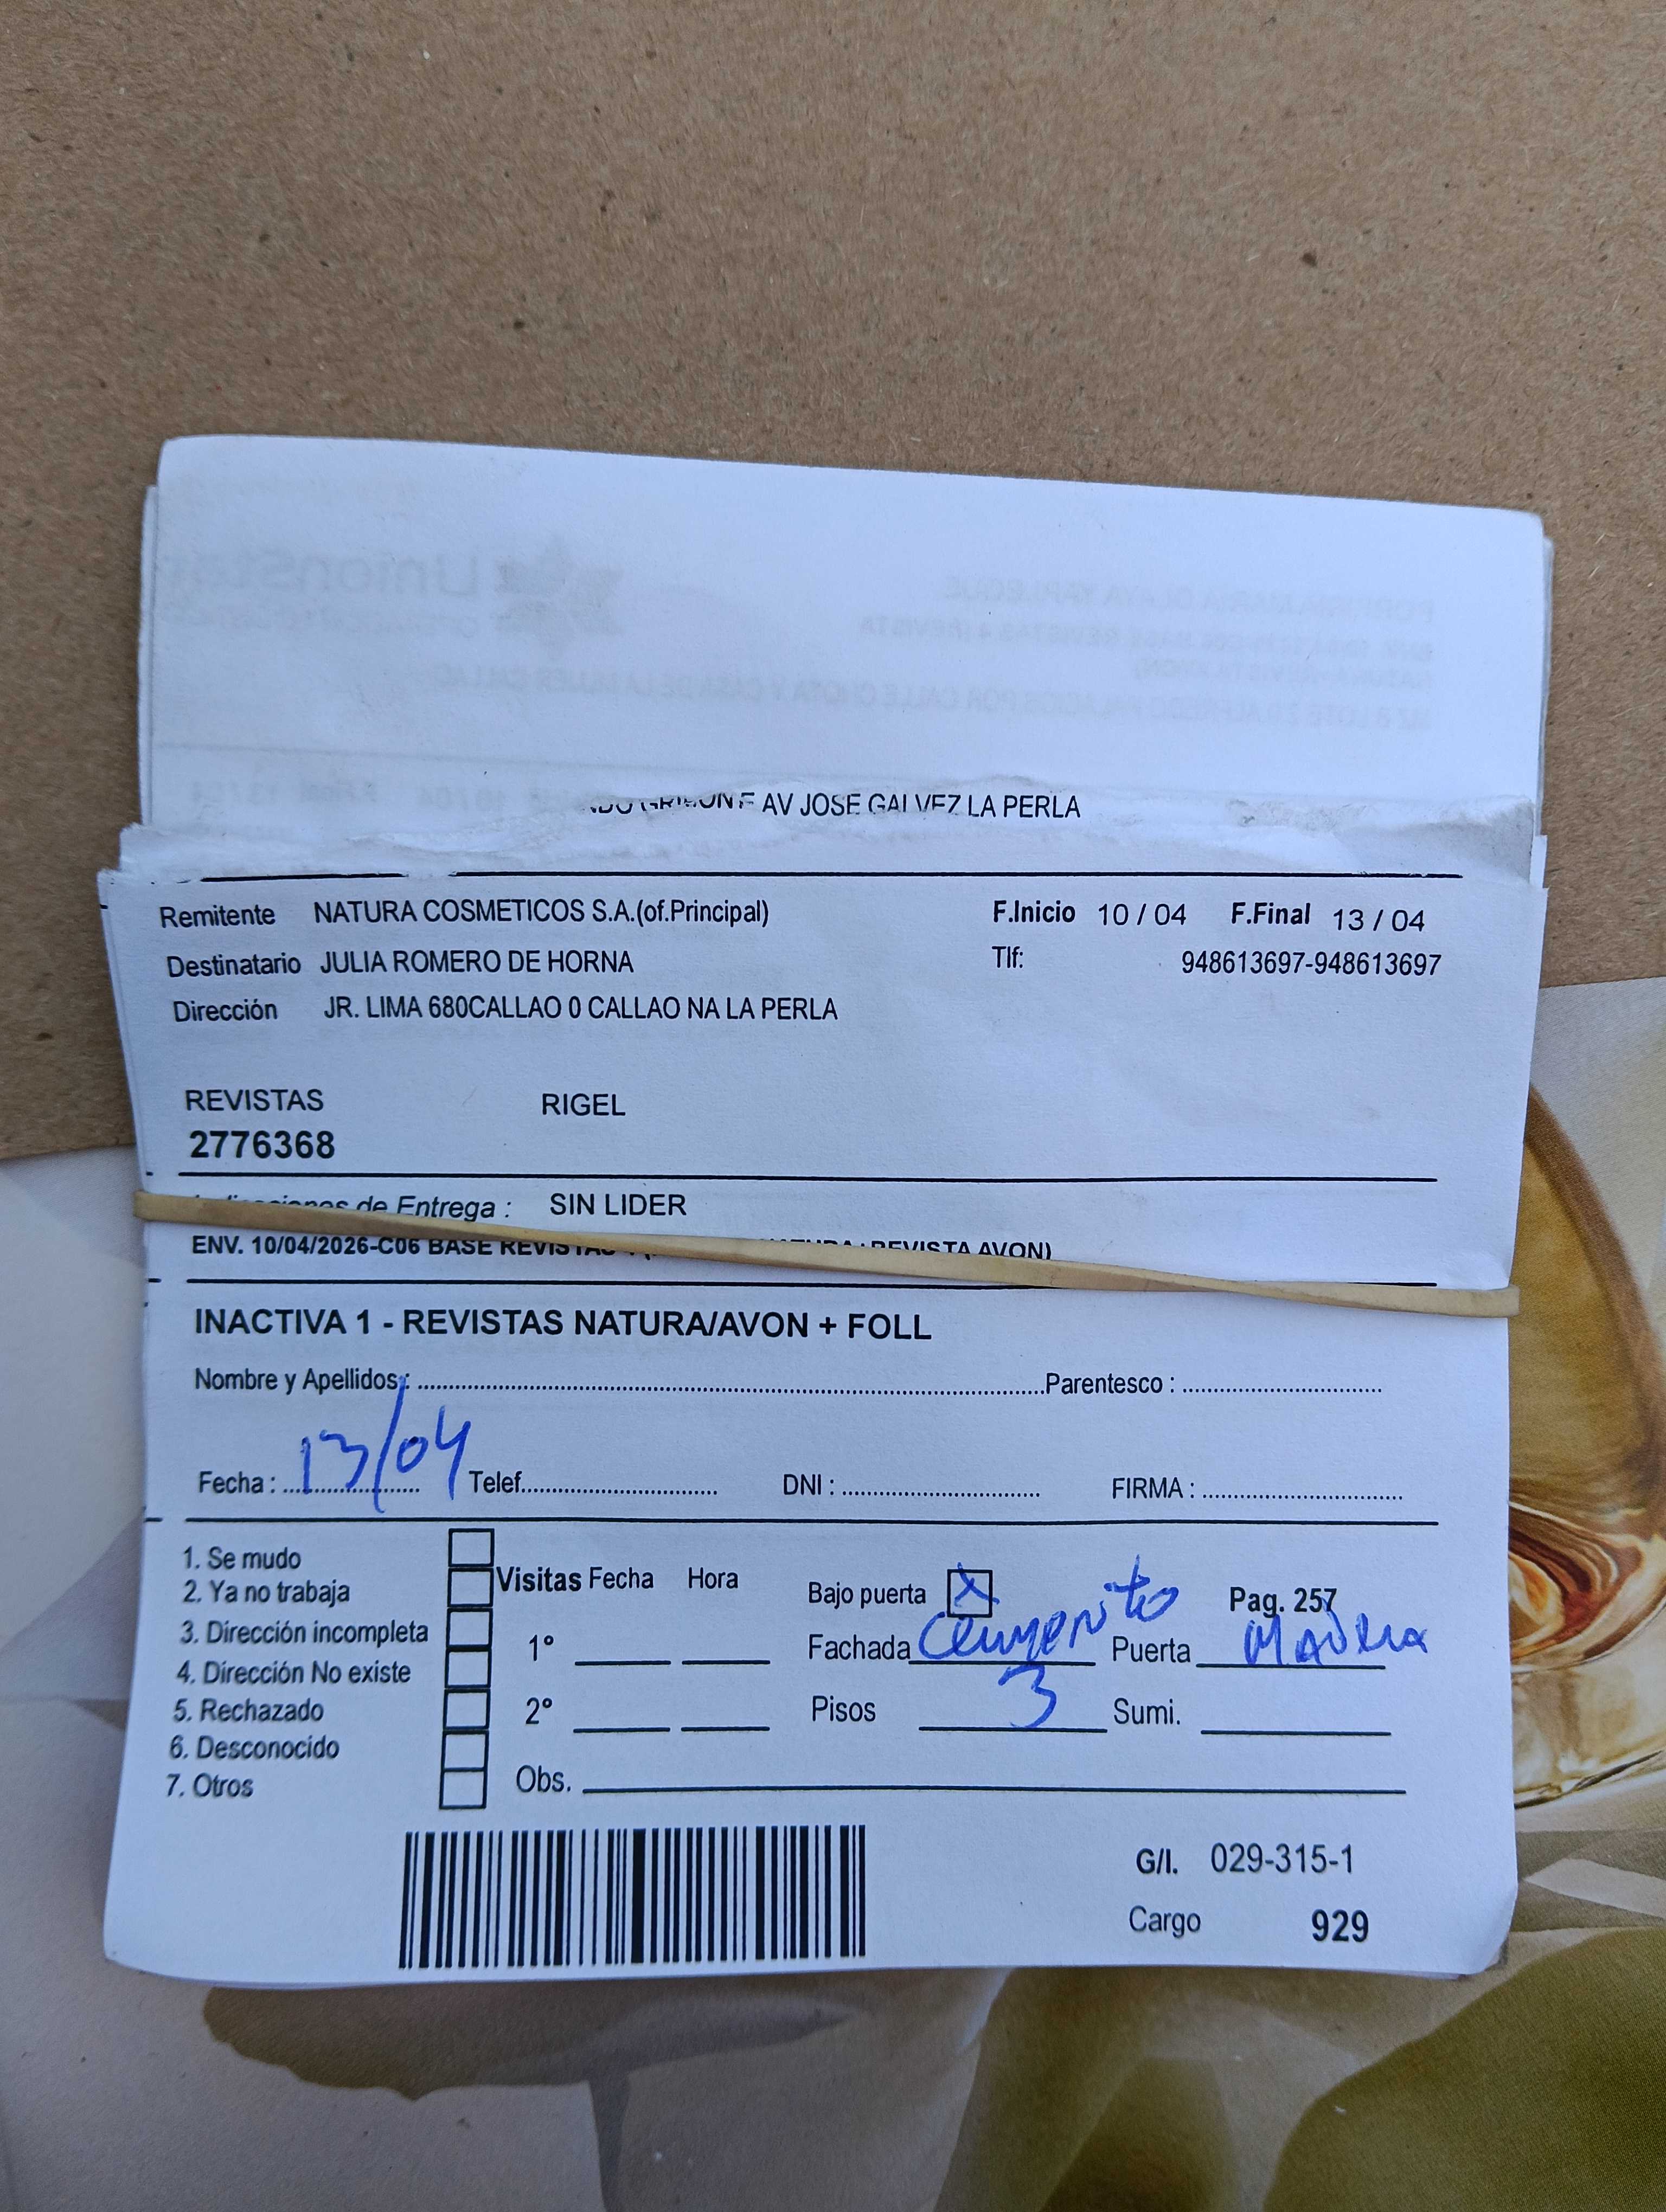 AV JOSE GALVEZ LA PERLA
Remitente NATURA COSMETICOS S.A.(of.Principal) F.Inicio 10 / 04 F.Final 13 / 04
Destinatario JULIA ROMERO DE HORNA Tlf: 948613697-948613697
Dirección JR. LIMA 680CALLAO 0 CALLAO NA LA PERLA
REVISTAS RIGEL
2776368
de Entrega : SIN LIDER
ENV. 10/04/2026-C06 BASE REVISTAS REVISTA AVON)
INACTIVA 1 - REVISTAS NATURA/AVON + FOLL
Nombre y Apellidos : Parentesco :
Fecha : 13/04 Telef. DNI : FIRMA :
1. Se mudo
2. Ya no trabaja Visitas Fecha Hora Bajo puerta X Pag. 257
3. Dirección incompleta 1° Fachada Cemento Puerta Madera
4. Dirección No existe
5. Rechazado 2° Pisos 3 Sumi.
6. Desconocido
7. Otros Obs.
G/I. 029-315-1
Cargo 929